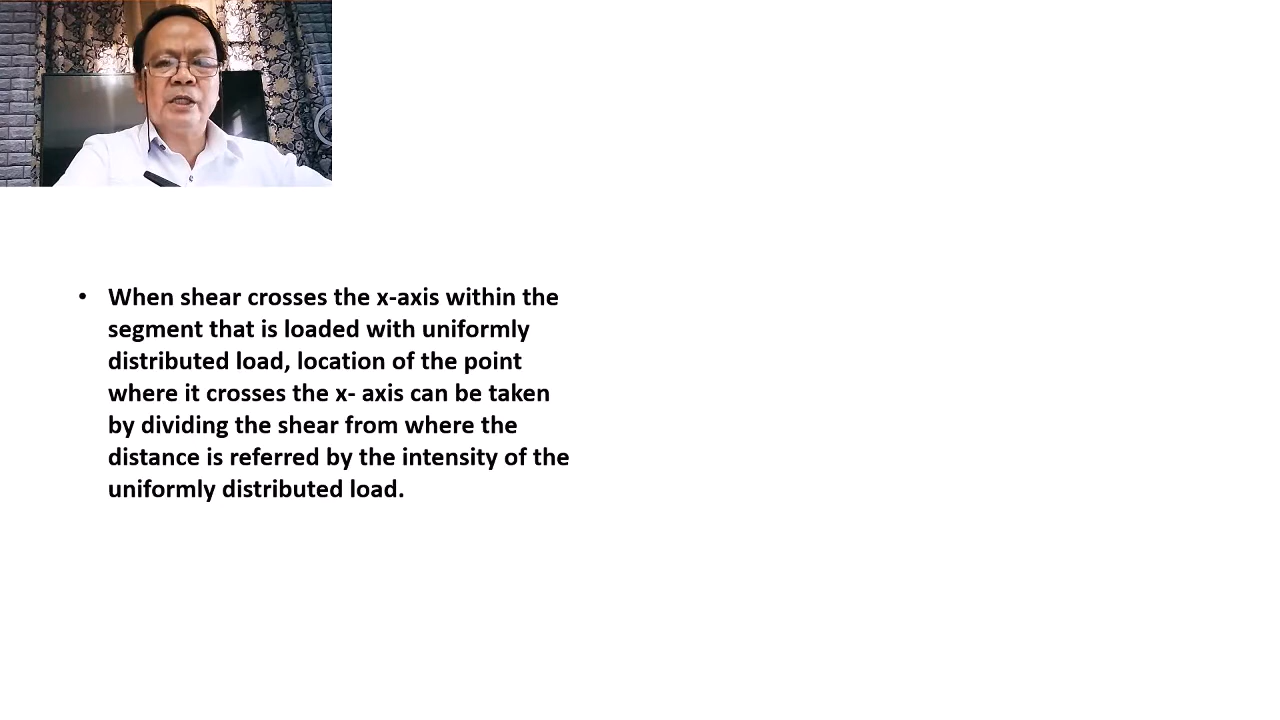 • When shear crosses the x-axis within the
segment that is loaded with uniformly
distributed load, location of the point
where it crosses the x- axis can be taken
by dividing the shear from where the
distance is referred by the intensity of the
uniformly distributed load.